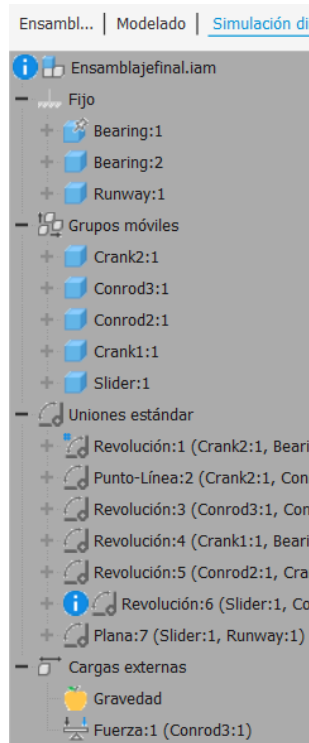 Ensambl... | Modelado | Simulación di
Ensamblajefinal.iam
Fijo
Bearing:1
Bearing:2
Runway:1
Grupos móviles
Crank2:1
Conrod3:1
Conrod2:1
Crank1:1
Slider:1
Uniones estándar
Revolución:1 (Crank2:1, Beari
Punto-Línea:2 (Crank2:1, Con
Revolución:3 (Conrod3:1, Con
Revolución:4 (Crank1:1, Beari
Revolución:5 (Conrod2:1, Cra
Revolución:6 (Slider:1, Co
Plana:7 (Slider:1, Runway:1)
Cargas externas
Gravedad
Fuerza:1 (Conrod3:1)